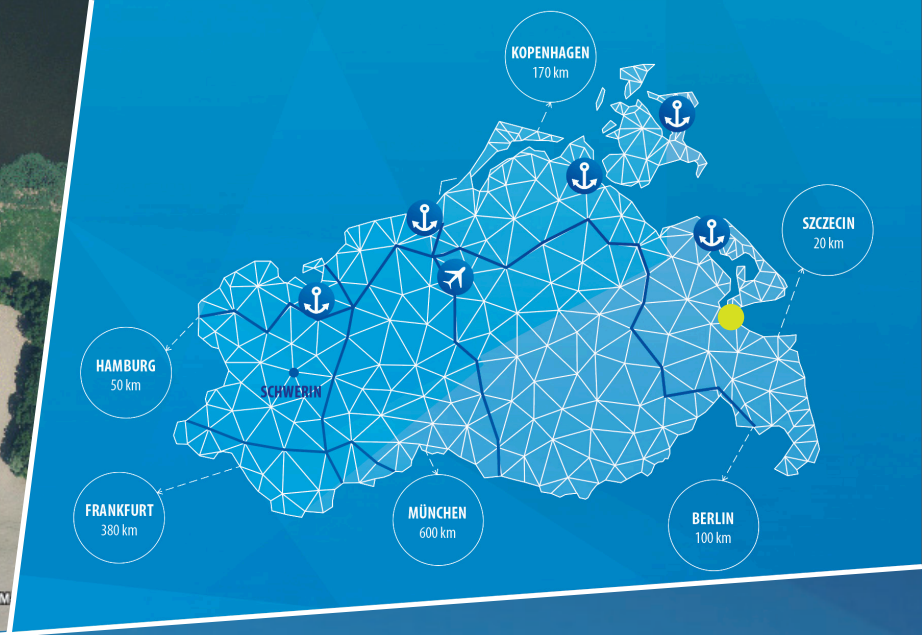 KOPENHAGEN
170 km
SZCZECIN
20 km
HAMBURG
50 km
SCHWERIN
FRANKFURT
380 km
MÜNCHEN
600 km
BERLIN
100 km
M